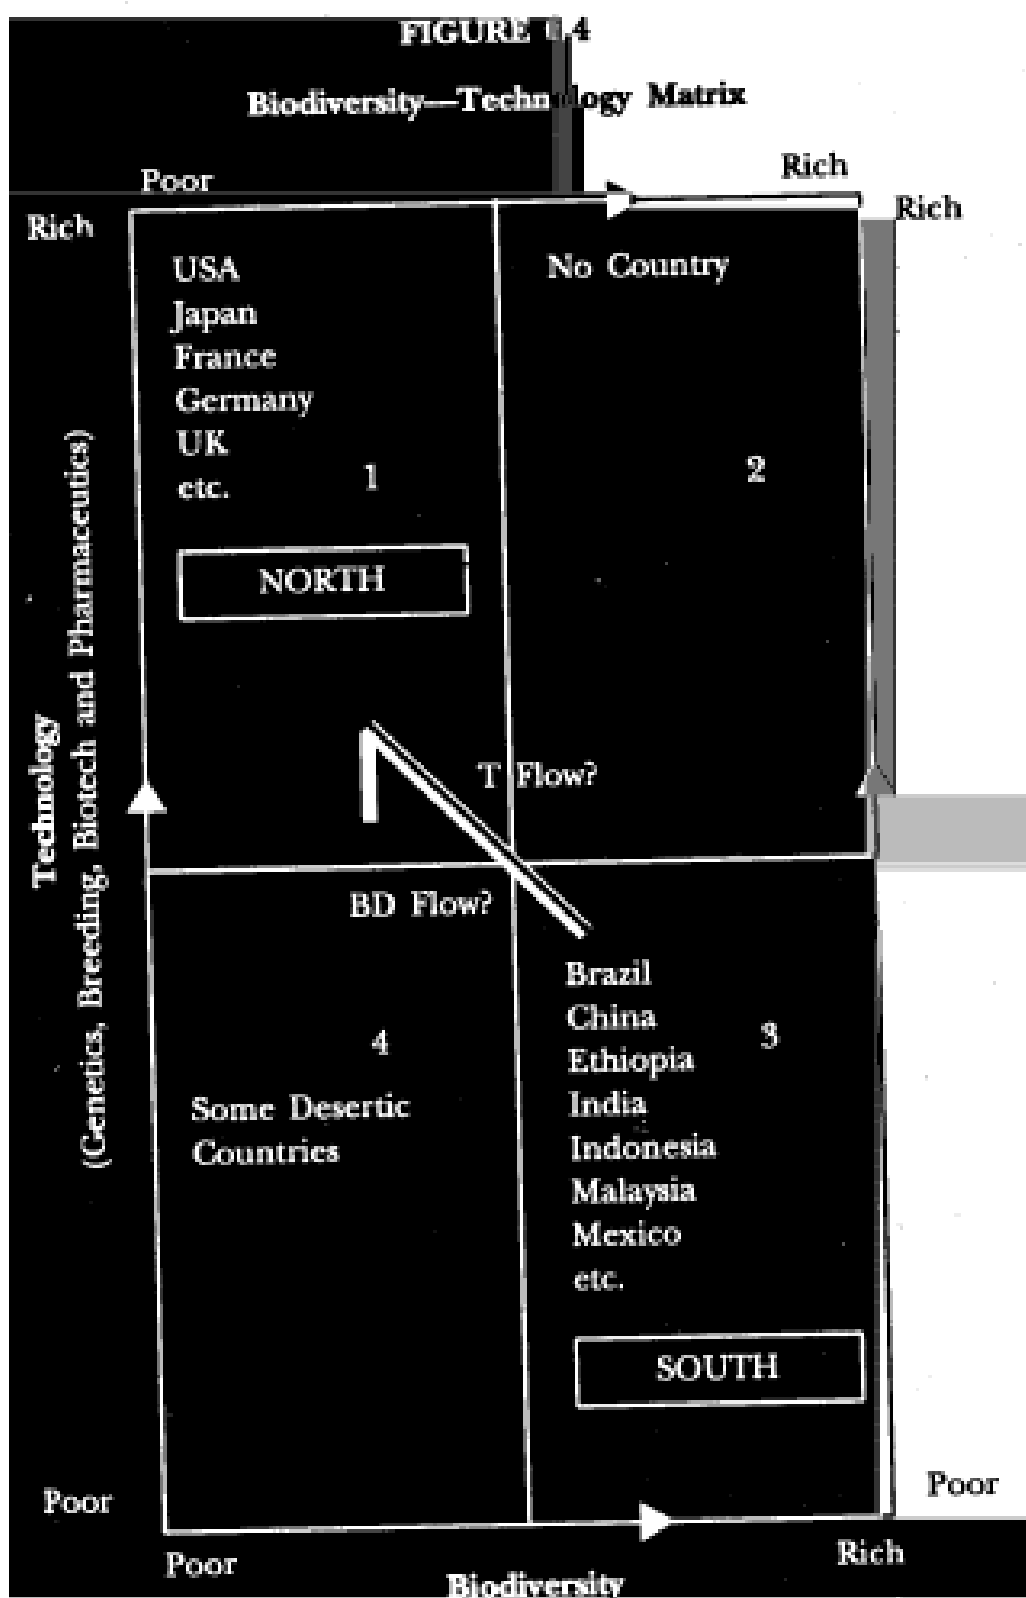 FIGURE .4
Biodiversity—Technology Matrix
Poor
Rich
Rich
Rich
USA
Japan
France
Germany
UK
etc.
1
NORTH
No Country
2
Technology
(Genetics, Breeding, Biotech and Pharmaceutics)
T Flow?
BD Flow?
4
Some Desertic
Countries
Brazil
China
Ethiopia
India
Indonesia
Malaysia
Mexico
etc.
3
SOUTH
Poor
Poor
Poor
Rich
Biodiversity